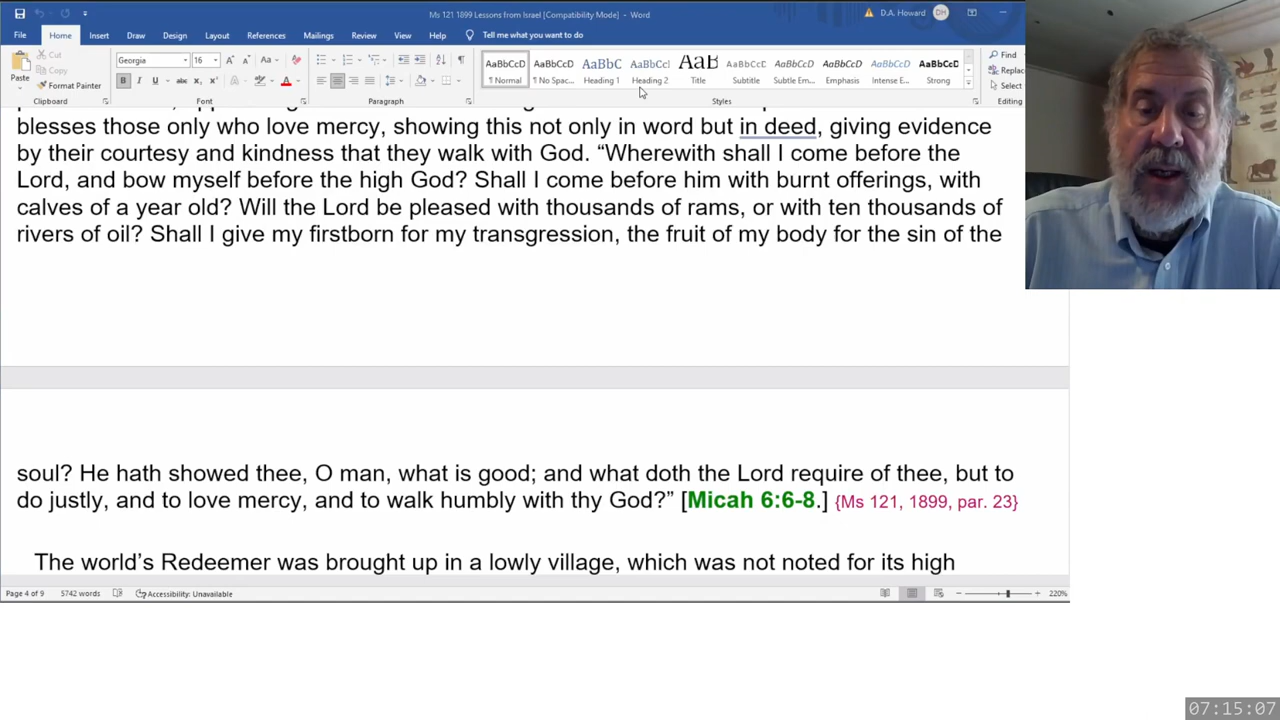 Ms 121 1899 Lessons from Israel [Compatibility Mode] - Word
D.A. Howard
DH
File Home Insert Draw Design Layout References Mailings Review View Help Tell me what you want to do
Paste
Cut
Copy
Format Painter
Clipboard
Georgia 16
Font
Paragraph
AaBbCcD AaBbCcD AaBbC AaBbCcI AaB AaBbCcD AaBbCcD AaBbCcD AaBbCcD AaBbCcD
¶ Normal ¶ No Spac... Heading 1 Heading 2 Title Subtitle Subtle Em... Emphasis Intense E... Strong
Styles
Find
Replac
Select
Editing
blesses those only who love mercy, showing this not only in word but in deed, giving evidence
by their courtesy and kindness that they walk with God. “Wherewith shall I come before the
Lord, and bow myself before the high God? Shall I come before him with burnt offerings, with
calves of a year old? Will the Lord be pleased with thousands of rams, or with ten thousands of
rivers of oil? Shall I give my firstborn for my transgression, the fruit of my body for the sin of the
soul? He hath showed thee, O man, what is good; and what doth the Lord require of thee, but to
do justly, and to love mercy, and to walk humbly with thy God?” [Micah 6:6-8.] {Ms 121, 1899, par. 23}
The world’s Redeemer was brought up in a lowly village, which was not noted for its high
Page 4 of 9 5742 words Accessibility: Unavailable 220%
07:15:07